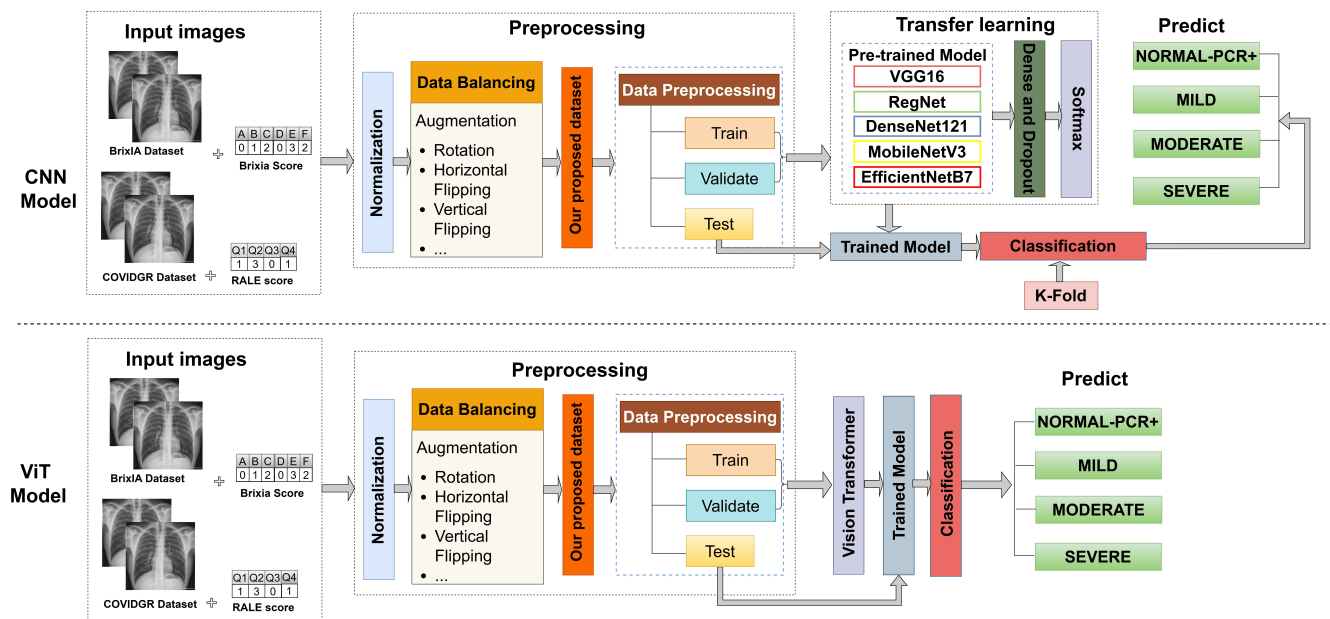 CNN
Model
Input images
BrixIA Dataset
A B C D E F
0 1 2 0 3 2
Brixia Score
COVIDGR Dataset
Q1 Q2 Q3 Q4
1 3 0 1
RALE score
Preprocessing
Normalization
Data Balancing
Augmentation
• Rotation
• Horizontal
Flipping
• Vertical
Flipping
• ...
Our proposed dataset
Data Preprocessing
Train
Validate
Test
Transfer learning
Pre-trained Model
VGG16
RegNet
DenseNet121
MobileNetV3
EfficientNetB7
Dense and Dropout
Softmax
Trained Model
Classification
K-Fold
Predict
NORMAL-PCR+
MILD
MODERATE
SEVERE
ViT
Model
Input images
BrixIA Dataset
A B C D E F
0 1 2 0 3 2
Brixia Score
COVIDGR Dataset
Q1 Q2 Q3 Q4
1 3 0 1
RALE score
Preprocessing
Normalization
Data Balancing
Augmentation
• Rotation
• Horizontal
Flipping
• Vertical
Flipping
• ...
Our proposed dataset
Data Preprocessing
Train
Validate
Test
Vision Transformer
Trained Model
Classification
Predict
NORMAL-PCR+
MILD
MODERATE
SEVERE